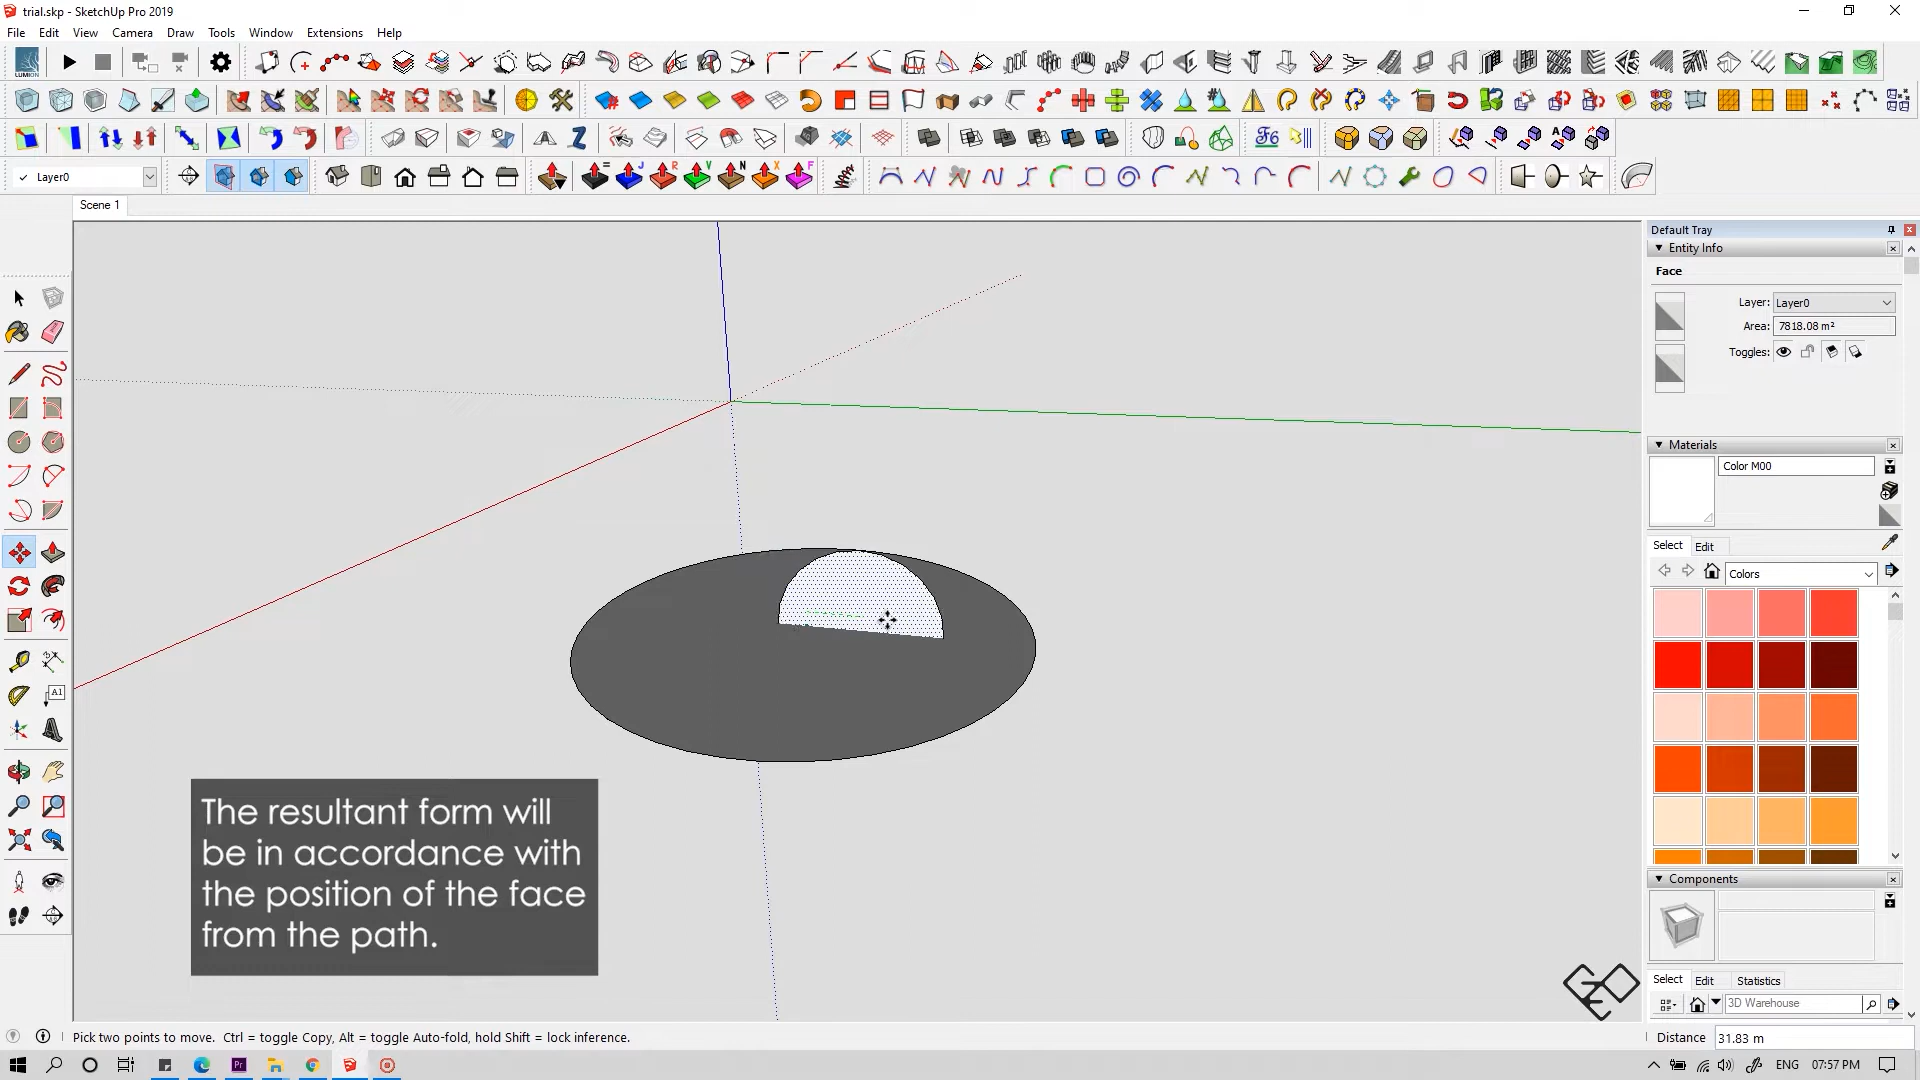 trial.skp - SketchUp Pro 2019
File Edit View Camera Draw Tools Window Extensions Help
LUMION
Layer0
Scene 1
Default Tray
Entity Info
Face
Layer: Layer0
Area: 7818.08 m²
Toggles:
Materials
Color M00
Select Edit
Colors
Components
Select Edit Statistics
3D Warehouse
The resultant form will
be in accordance with
the position of the face
from the path.
Pick two points to move. Ctrl = toggle Copy, Alt = toggle Auto-fold, hold Shift = lock inference.
Distance 31.83 m
ENG 07:57 PM